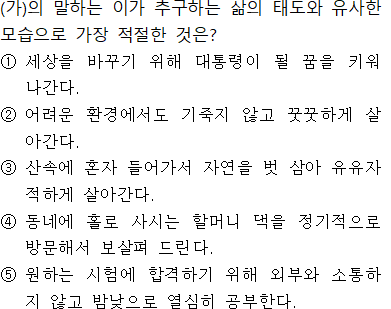 (가)의 말하는 이가 추구하는 삶의 태도와 유사한
모습으로 가장 적절한 것은?
① 세상을 바꾸기 위해 대통령이 될 꿈을 키워
나간다.
② 어려운 환경에서도 기죽지 않고 꿋꿋하게 살
아간다.
③ 산속에 혼자 들어가서 자연을 벗 삼아 유유자
적하게 살아간다.
④ 동네에 홀로 사시는 할머니 댁을 정기적으로
방문해서 보살펴 드린다.
⑤ 원하는 시험에 합격하기 위해 외부와 소통하
지 않고 밤낮으로 열심히 공부한다.